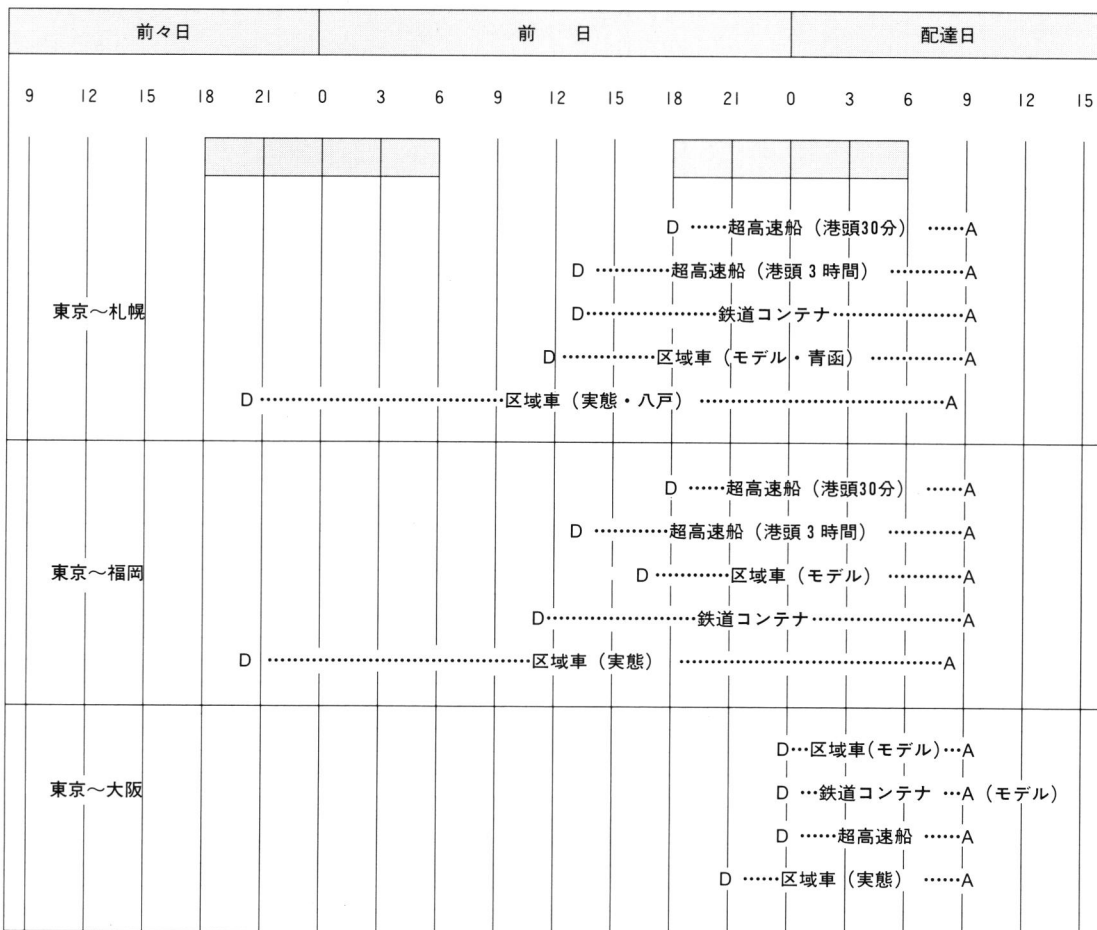 前々日 前 日 配達日
9 12 15 18 21 0 3 6 9 12 15 18 21 0 3 6 9 12 15
D ……超高速船（港頭30分） ……A
D …………超高速船（港頭３時間） …………A
東京〜札幌 D……………………鉄道コンテナ……………………A
D ……………区域車（モデル・青函） ……………A
D ………………………………………区域車（実態・八戸） ………………………………………A
D ……超高速船（港頭30分） ……A
D …………超高速船（港頭３時間） …………A
東京〜福岡 D …………区域車（モデル） …………A
D………………………鉄道コンテナ………………………A
D …………………………………………区域車（実態） …………………………………………A
D…区域車(モデル)…A
東京〜大阪 D …鉄道コンテナ …A（モデル）
D ……超高速船 ……A
D ……区域車（実態） ……A